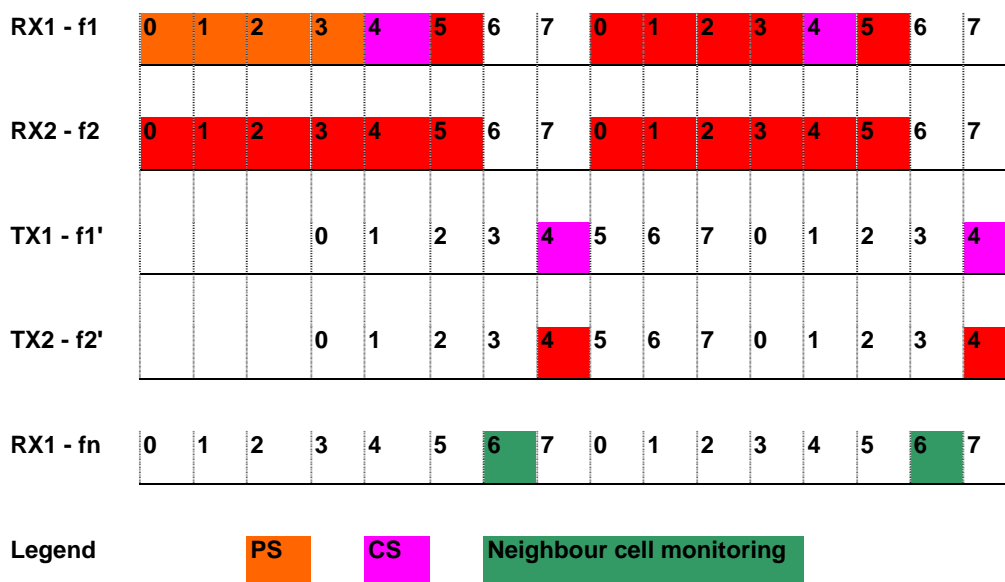 RX1 - f1 0 1 2 3 4 5 6 7 0 1 2 3 4 5 6 7
RX2 - f2 0 1 2 3 4 5 6 7 0 1 2 3 4 5 6 7
TX1 - f1' 0 1 2 3 4 5 6 7 0 1 2 3 4
TX2 - f2' 0 1 2 3 4 5 6 7 0 1 2 3 4
RX1 - fn 0 1 2 3 4 5 6 7 0 1 2 3 4 5 6 7
Legend PS CS Neighbour cell monitoring